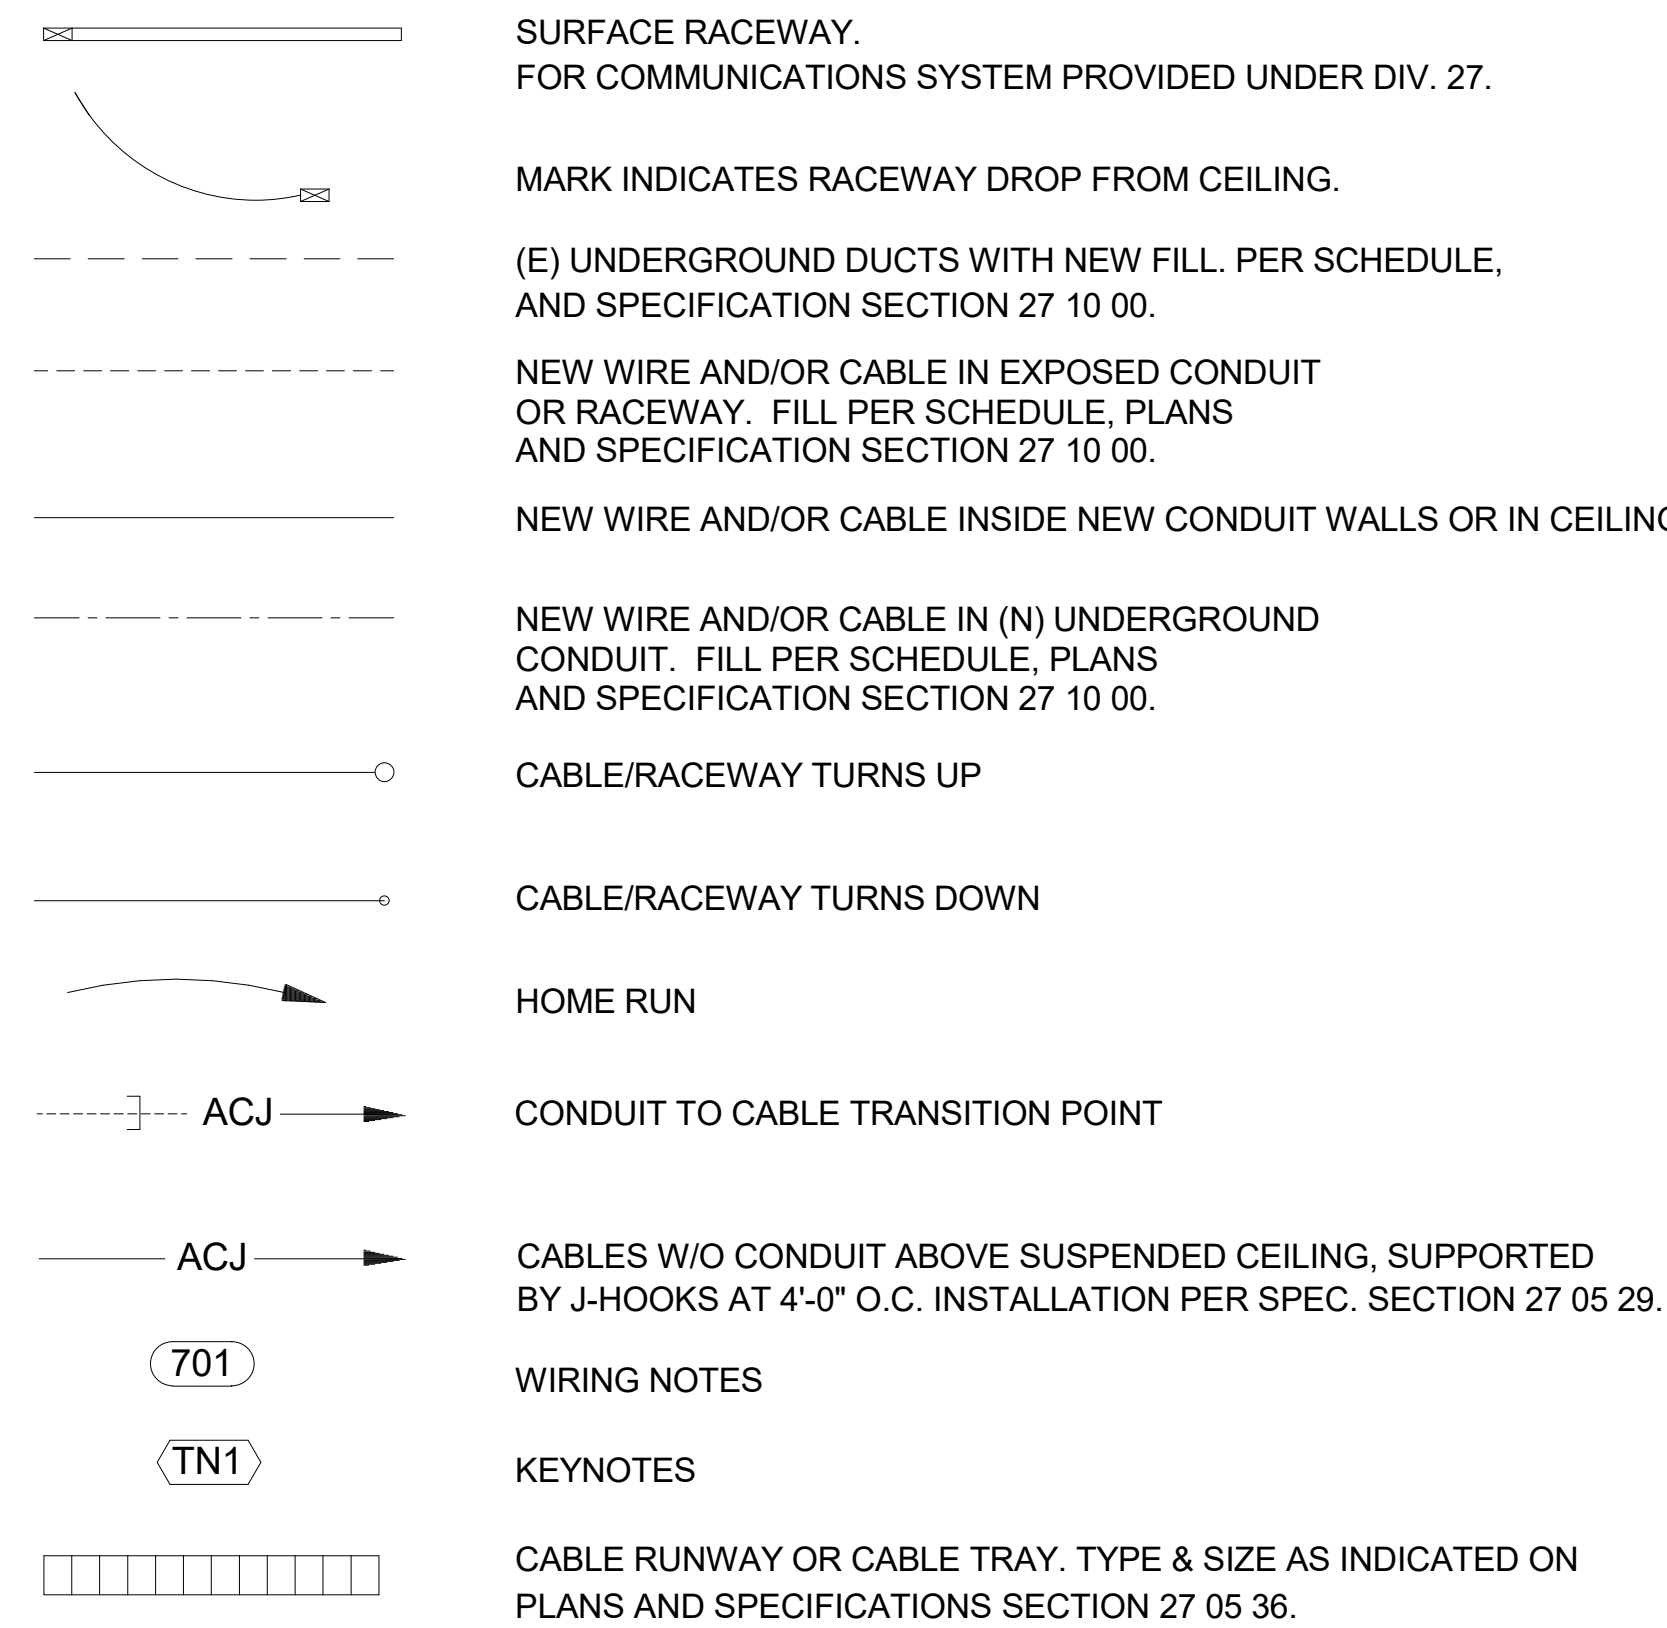 SURFACE RACEWAY.
FOR COMMUNICATIONS SYSTEM PROVIDED UNDER DIV. 27.
MARK INDICATES RACEWAY DROP FROM CEILING.
(E) UNDERGROUND DUCTS WITH NEW FILL. PER SCHEDULE,
AND SPECIFICATION SECTION 27 10 00.
NEW WIRE AND/OR CABLE IN EXPOSED CONDUIT
OR RACEWAY. FILL PER SCHEDULE, PLANS
AND SPECIFICATION SECTION 27 10 00.
NEW WIRE AND/OR CABLE INSIDE NEW CONDUIT WALLS OR IN CEILING
NEW WIRE AND/OR CABLE IN (N) UNDERGROUND
CONDUIT. FILL PER SCHEDULE, PLANS
AND SPECIFICATION SECTION 27 10 00.
CABLE/RACEWAY TURNS UP
CABLE/RACEWAY TURNS DOWN
HOME RUN
ACJ CONDUIT TO CABLE TRANSITION POINT
ACJ CABLES W/O CONDUIT ABOVE SUSPENDED CEILING, SUPPORTED
BY J-HOOKS AT 4'-0" O.C. INSTALLATION PER SPEC. SECTION 27 05 29.
701 WIRING NOTES
TN1 KEYNOTES
CABLE RUNWAY OR CABLE TRAY. TYPE & SIZE AS INDICATED ON
PLANS AND SPECIFICATIONS SECTION 27 05 36.